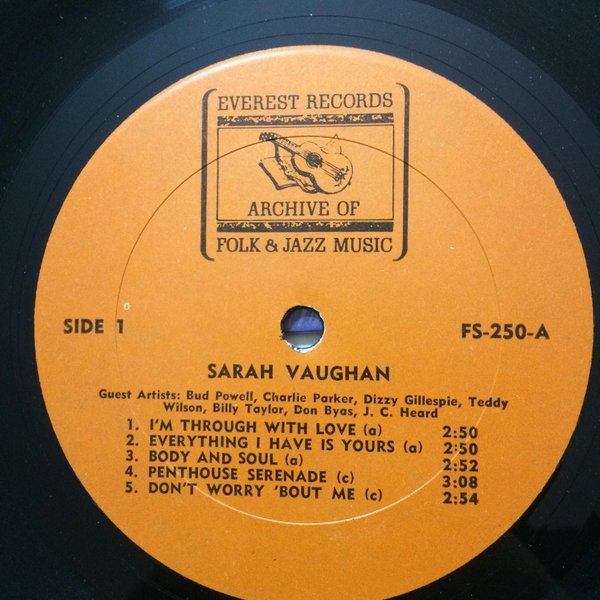 EVEREST RECORDS
ARCHIVE OF
FOLK & JAZZ MUSIC
SIDE 1
FS-250-A
SARAH VAUGHAN
Guest Artists: Bud Powell, Charlie Parker, Dizzy Gillespie, Teddy
Wilson, Billy Taylor, Don Byas, J. C. Heard
1. I'M THROUGH WITH LOVE (a) 2:50
2. EVERYTHING I HAVE IS YOURS (a) 2:50
3. BODY AND SOUL (a) 2:52
4. PENTHOUSE SERENADE (c) 3:08
5. DON'T WORRY 'BOUT ME (c) 2:54